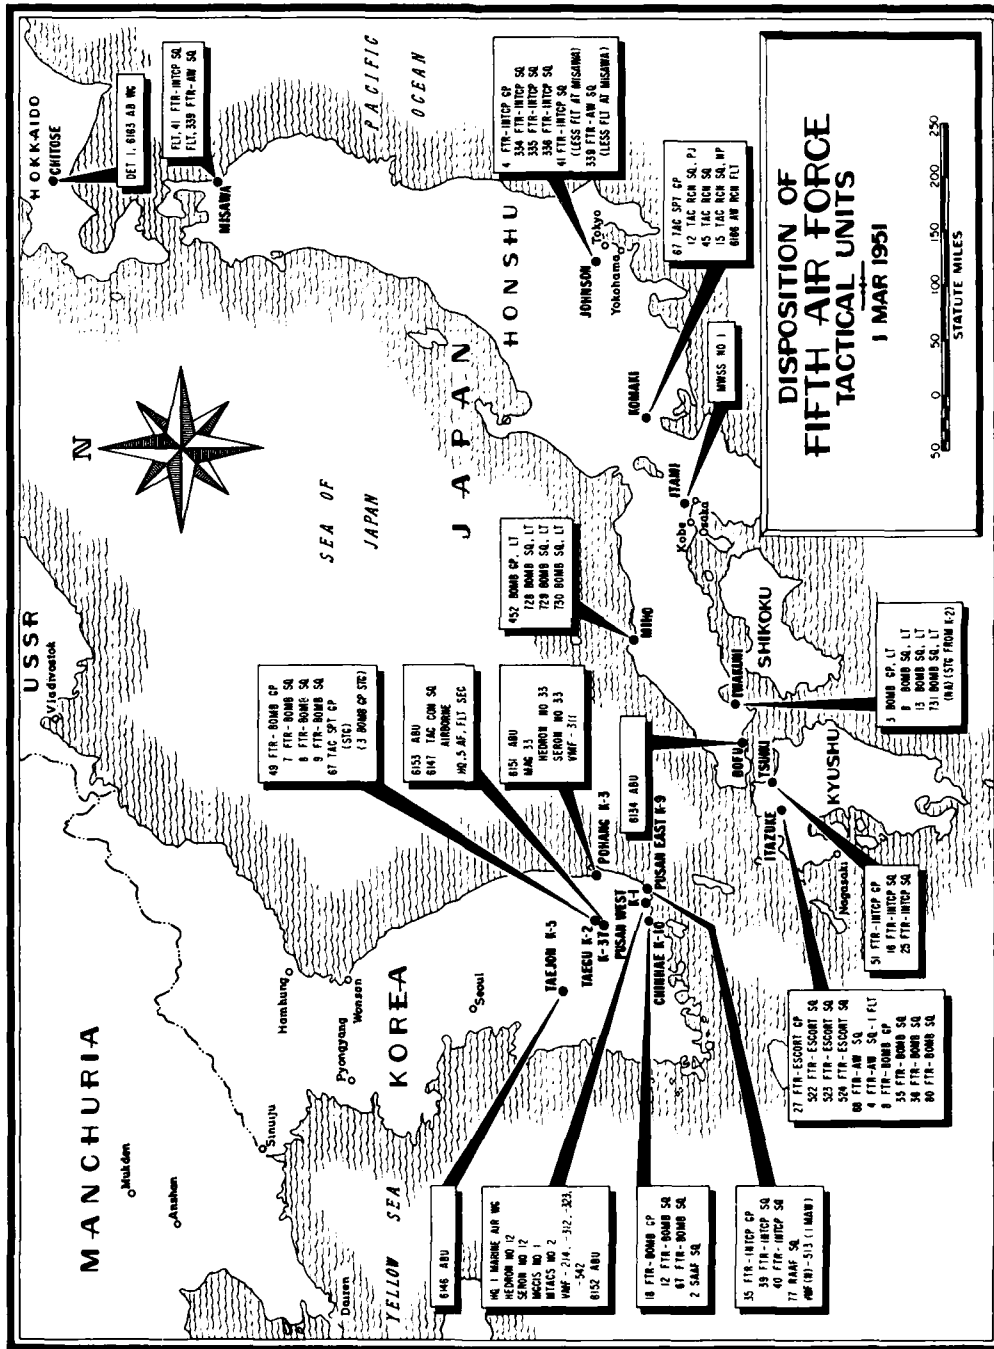 DISPOSITION OF
FIFTH AIR FORCE
TACTICAL UNITS
1 MAR 1951
50 0 50 100 150 200 250
STATUTE MILES
N
MANCHURIA
Mukden
Anshan
Dairen
YELLOW SEA
Sinuiju
USSR
Vladivostok
Hamhung
Wonson
Pyongyang
KOREA
Seoul
SEA OF
JAPAN
JAPAN
HONSHU
HOKKAIDO
CHITOSE
DET 1, 6163 AB WG
MISAWA
FLT, 41 FTR-INTCP SQ
FLT, 339 FTR-AW SQ
PACIFIC
OCEAN
JOHNSON
Tokyo
Yokohama
4 FTR-INTCP GP
334 FTR-INTCP SQ
335 FTR-INTCP SQ
336 FTR-INTCP SQ
41 FTR-INTCP SQ
(LESS FLT AT MISAWA)
339 FTR-AW SQ
(LESS FLT AT MISAWA)
KOMAKI
67 TAC SPT GP
12 TAC RCN SQ, PJ
45 TAC RCN SQ
15 TAC RCN SQ, NP
6166 AW RCN FLT
ITAMI
Kobe
Osaka
MWSS NO 1
MIHO
452 BOMB GP, LT
728 BOMB SQ, LT
729 BOMB SQ, LT
730 BOMB SQ, LT
SHIKOKU
IWAKUNI
3 BOMB GP, LT
8 BOMB SQ, LT
13 BOMB SQ, LT
731 BOMB SQ, LT
(NA) (STG FROM K-2)
BOFU
6134 ABU
TSUIKI
51 FTR-INTCP GP
16 FTR-INTCP SQ
25 FTR-INTCP SQ
KYUSHU
Nagasaki
ITAZUKE
27 FTR-ESCORT GP
522 FTR-ESCORT SQ
523 FTR-ESCORT SQ
524 FTR-ESCORT SQ
68 FTR-AW SQ
4 FTR-AW SQ-1 FLT
8 FTR-BOMB GP
35 FTR-BOMB SQ
36 FTR-BOMB SQ
80 FTR-BOMB SQ
49 FTR-BOMB GP
7 FTR-BOMB SQ
8 FTR-BOMB SQ
9 FTR-BOMB SQ
67 TAC SPT GP
(STG)
(3 BOMB GP STG)
6153 ABU
6147 TAC CON SQ
AIRBORNE
HQ, 5 AF, FLT SEC
6151 ABU
MAG 33
HEDRON NO 33
SERON NO 33
VMF-311
POHANG K-3
TAEJON K-5
TAEGU K-2
K-37
PUSAN WEST
K-1
PUSAN EAST K-9
CHINHAE K-10
6146 ABU
HQ 1 MARINE AIR WG
HEDRON NO 12
SERON NO 12
MGCIS NO 1
MTACS NO 2
VMF-214, -312, -323,
-542
6152 ABU
18 FTR-BOMB GP
12 FTR-BOMB SQ
67 FTR-BOMB SQ
2 SAAF SQ
35 FTR-INTCP GP
39 FTR-INTCP SQ
40 FTR-INTCP SQ
77 RAAF SQ
VMF(N)-513 (1 MAW)